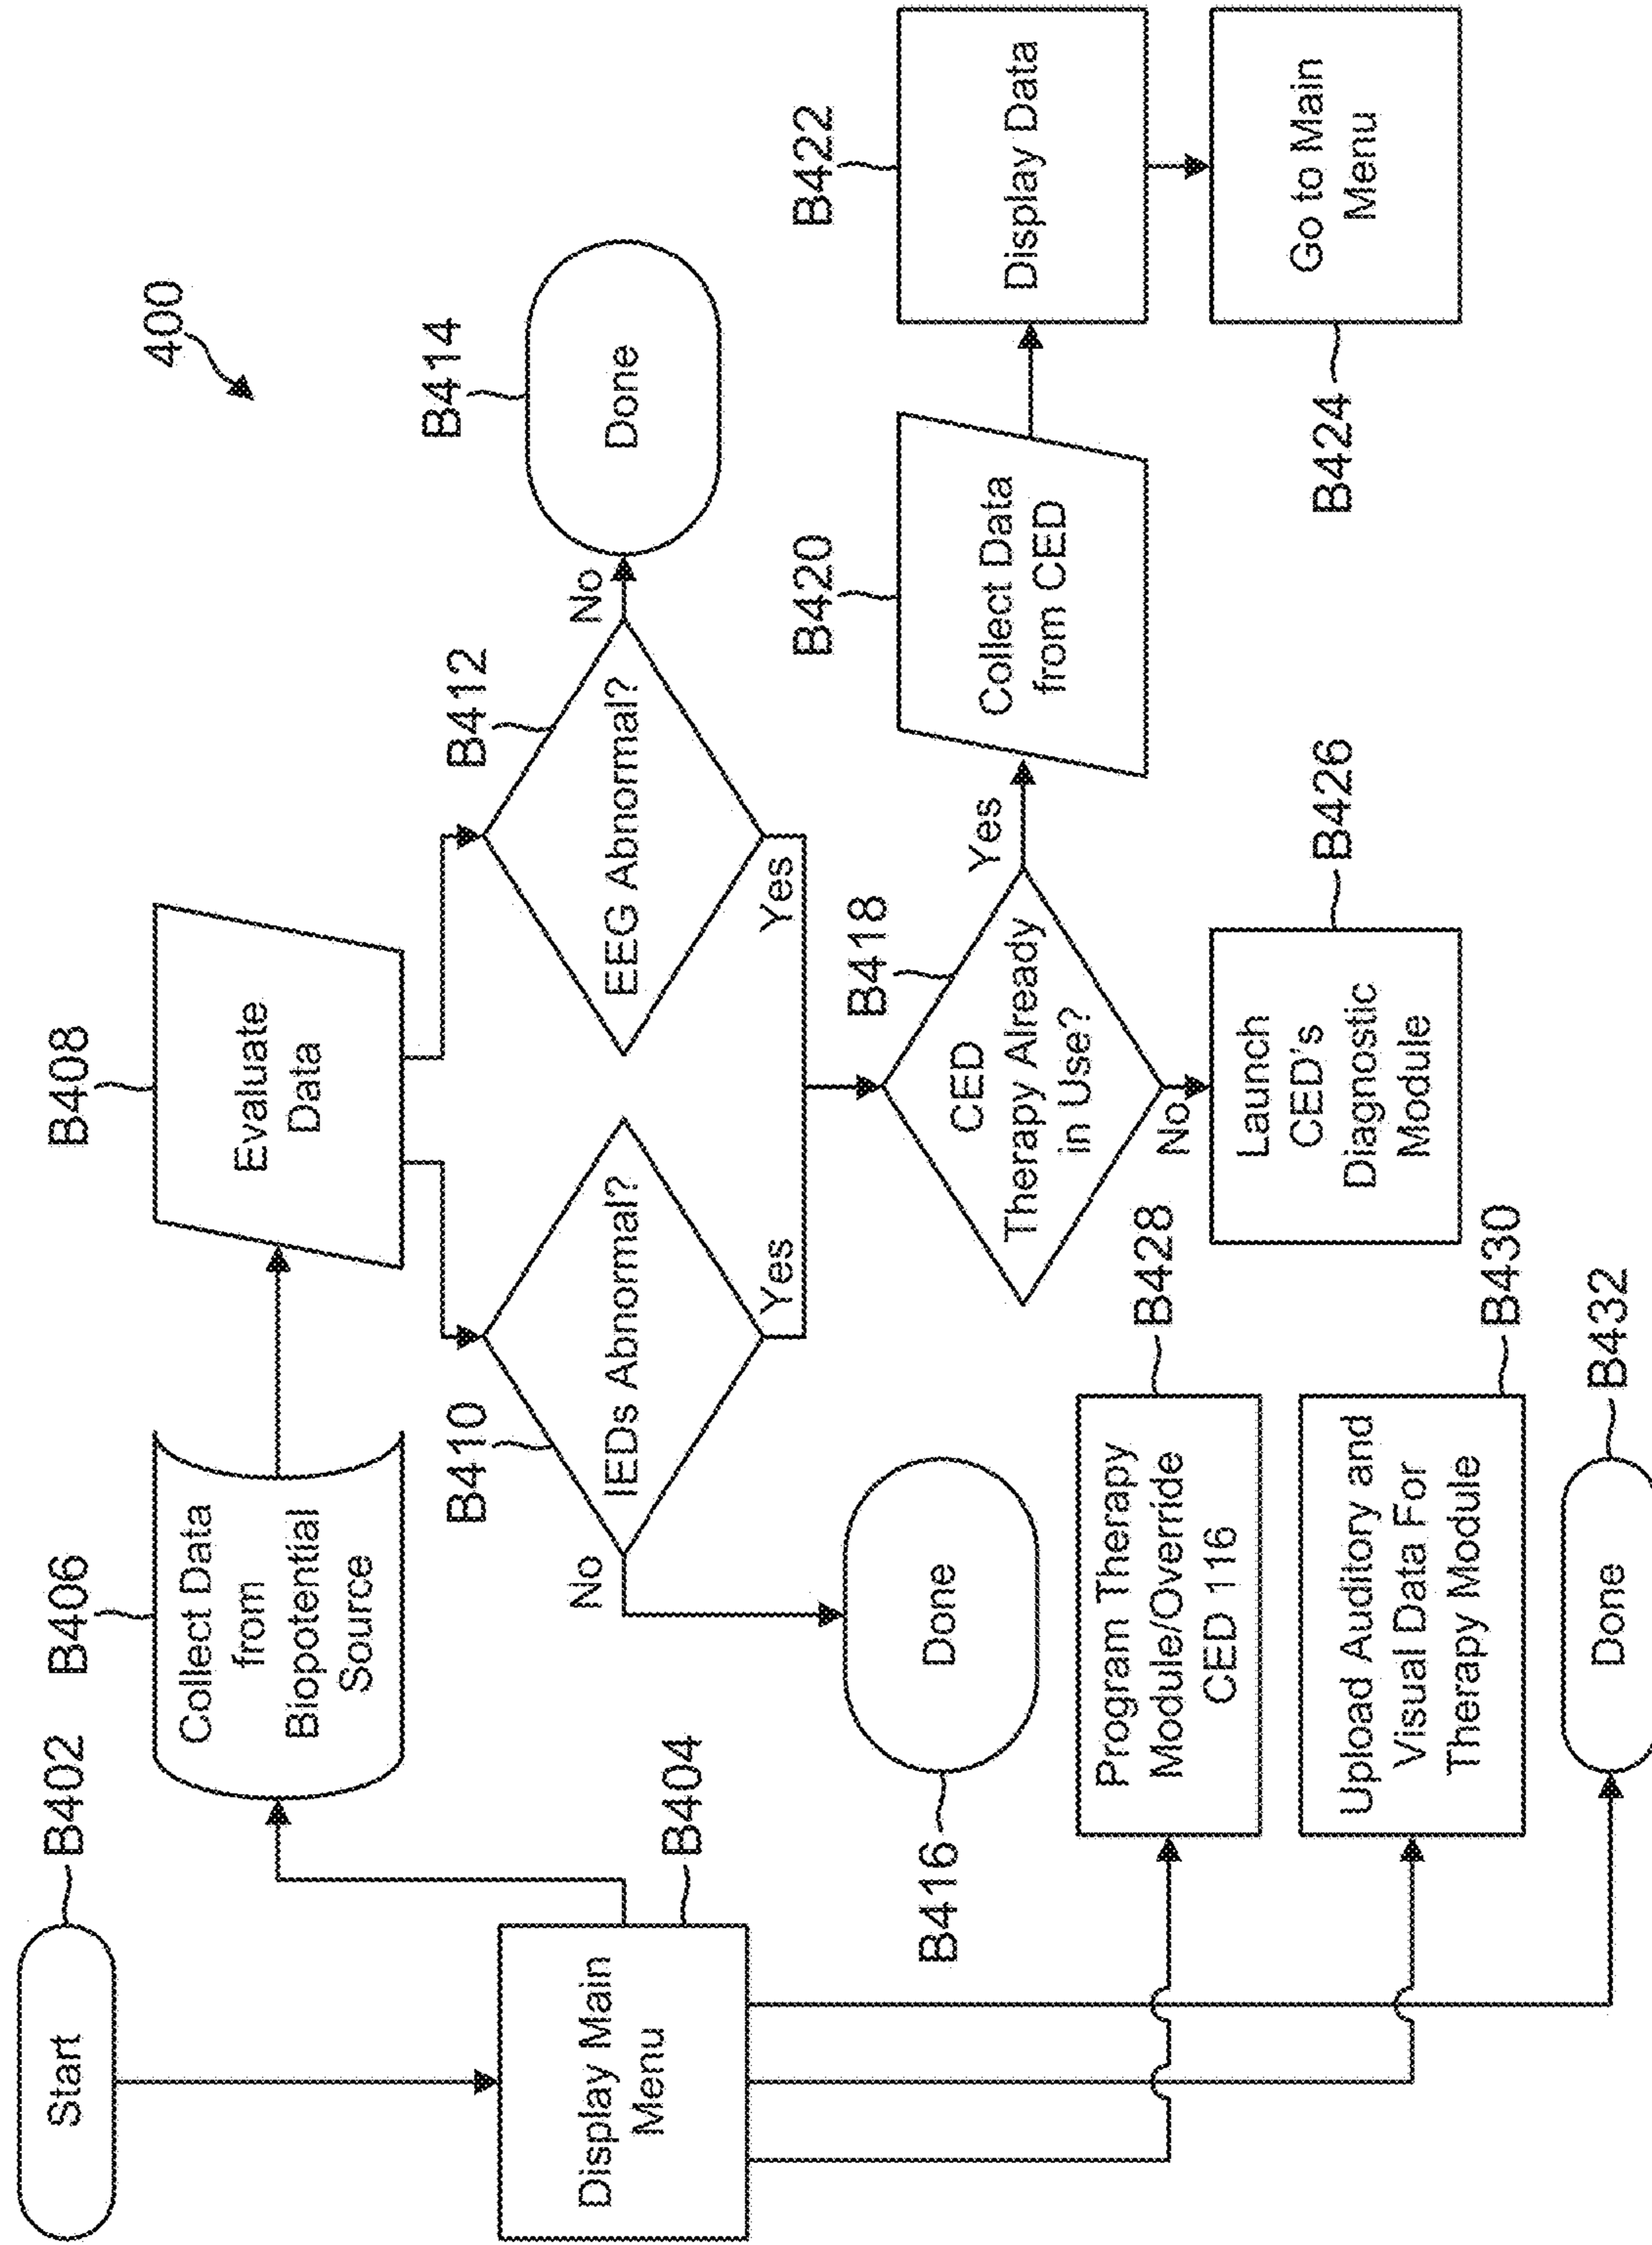 400
B402
Start
B404
Display Main
Menu
B406
Collect Data
from
Biopotential
Source
B408
Evaluate
Data
B410
IEDs Abnormal?
No
Yes
B412
EEG Abnormal?
No
Yes
B414
Done
B416
Done
B418
CED
Therapy Already
in Use?
Yes
No
B420
Collect Data
from CED
B422
Display Data
B424
Go to Main
Menu
B426
Launch
CED's
Diagnostic
Module
B428
Program Therapy
Module/Override
CED 116
B430
Upload Auditory and
Visual Data For
Therapy Module
B432
Done